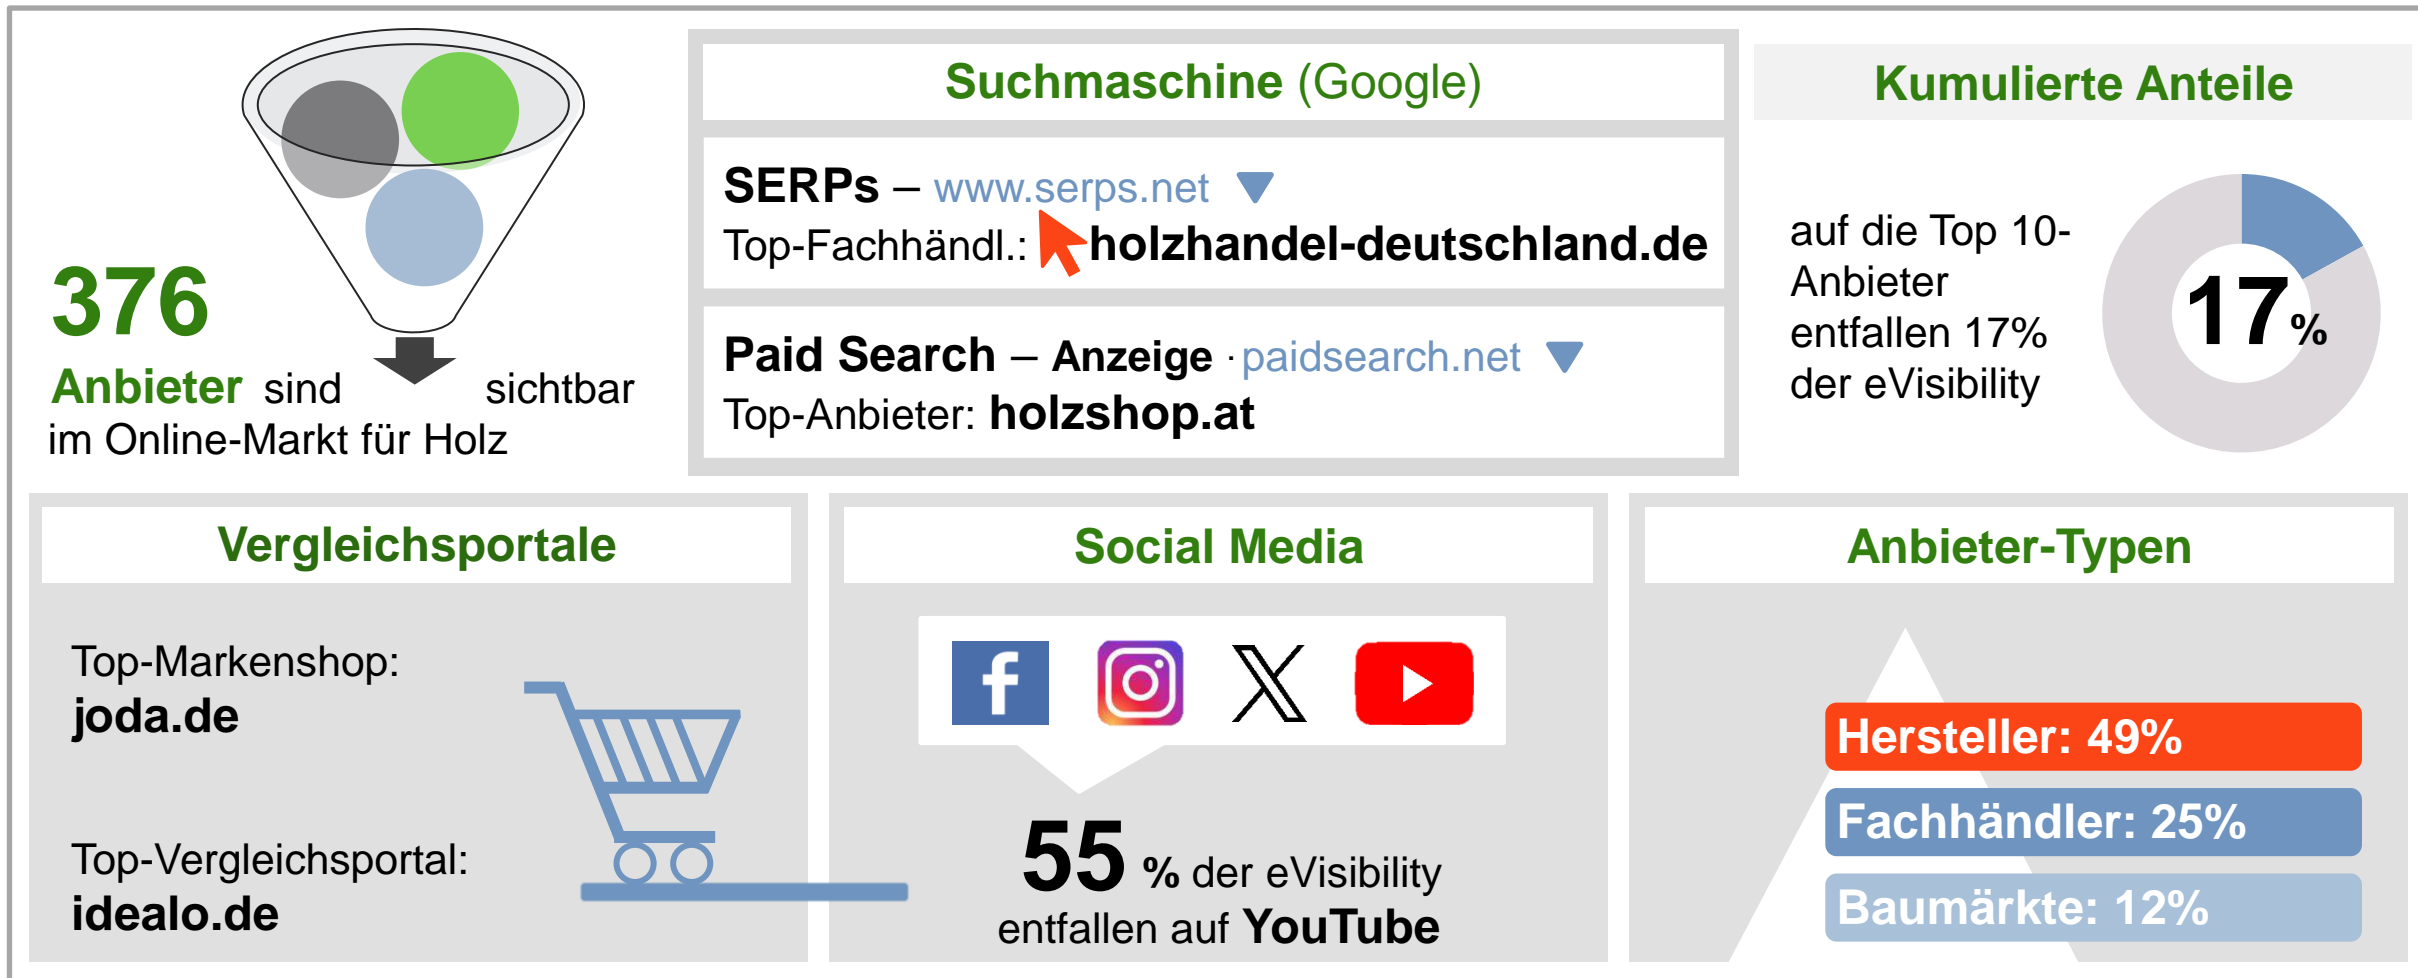 376
Anbieter sind sichtbar
im Online-Markt für Holz
Suchmaschine (Google)
SERPs – www.serps.net
Top-Fachhändl.: holzhandel-deutschland.de
Paid Search – Anzeige · paidsearch.net
Top-Anbieter: holzshop.at
Kumulierte Anteile
auf die Top 10-
Anbieter
entfallen 17%
der eVisibility
17%
Vergleichsportale
Top-Markenshop:
joda.de
Top-Vergleichsportal:
idealo.de
Social Media
55 % der eVisibility
entfallen auf YouTube
Anbieter-Typen
Hersteller: 49%
Fachhändler: 25%
Baumärkte: 12%